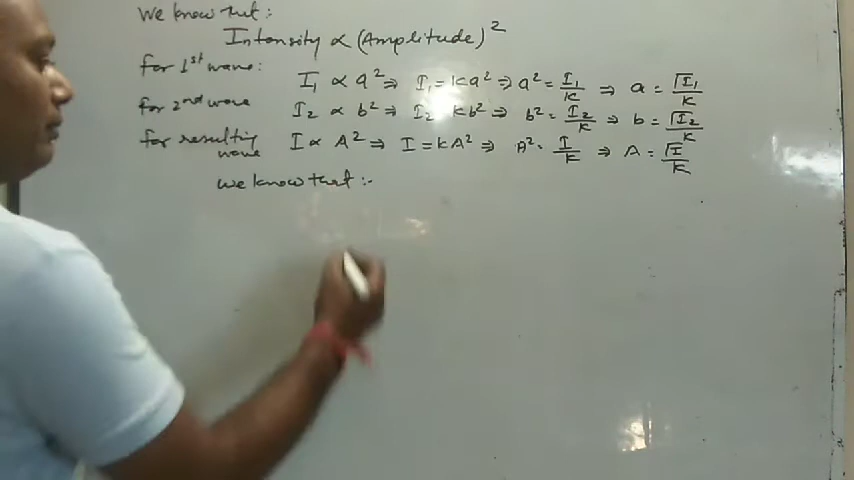 We know that:
Intensity ∝ (Amplitude)²
for 1st wave: I₁ ∝ a² ⇒ I₁ = Ka² ⇒ a² = I₁/K ⇒ a = √I₁/K
for 2nd wave I₂ ∝ b² ⇒ I₂ Kb² ⇒ b² = I₂/K ⇒ b = √I₂/K
for resulting wave I ∝ A² ⇒ I = KA² ⇒ A² = I/K ⇒ A = √I/K
we know that :-